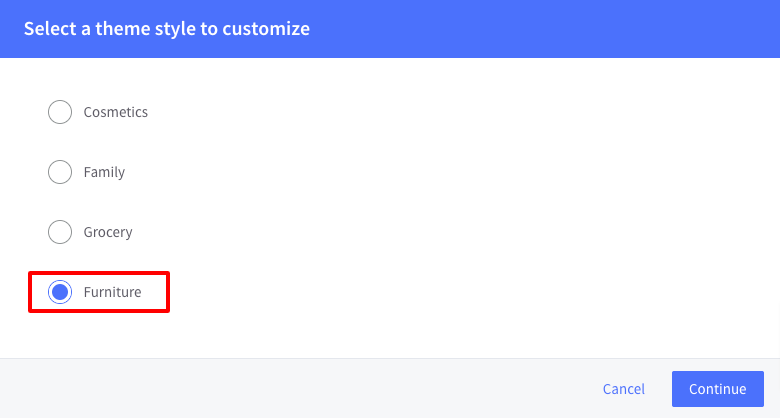 Select a theme style to customize
Cosmetics
Family
Grocery
Furniture
Cancel Continue